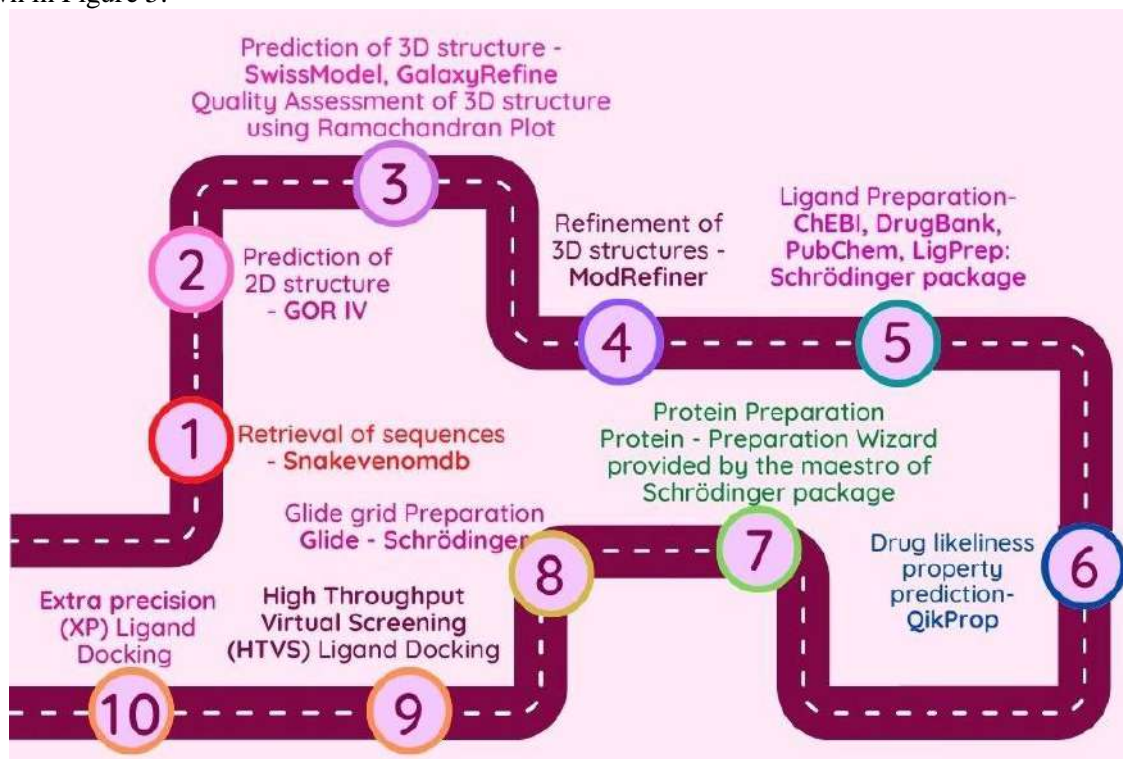 Prediction of 3D structure -
SwissModel, GalaxyRefine
Quality Assessment of 3D structure
using Ramachandran Plot
3
2
Prediction of
2D structure
- GOR IV
Refinement of
3D structures -
ModRefiner
4
Ligand Preparation-
ChEBI, DrugBank,
PubChem, LigPrep:
Schrödinger package
5
1
Retrieval of sequences
- Snakevenomdb
Protein Preparation
Protein - Preparation Wizard
provided by the maestro of
Schrödinger package
7
Glide grid Preparation
Glide - Schrödinger
8
Drug likeliness
property
prediction-
QikProp
6
Extra precision
(XP) Ligand
Docking
10
High Throughput
Virtual Screening
(HTVS) Ligand Docking
9